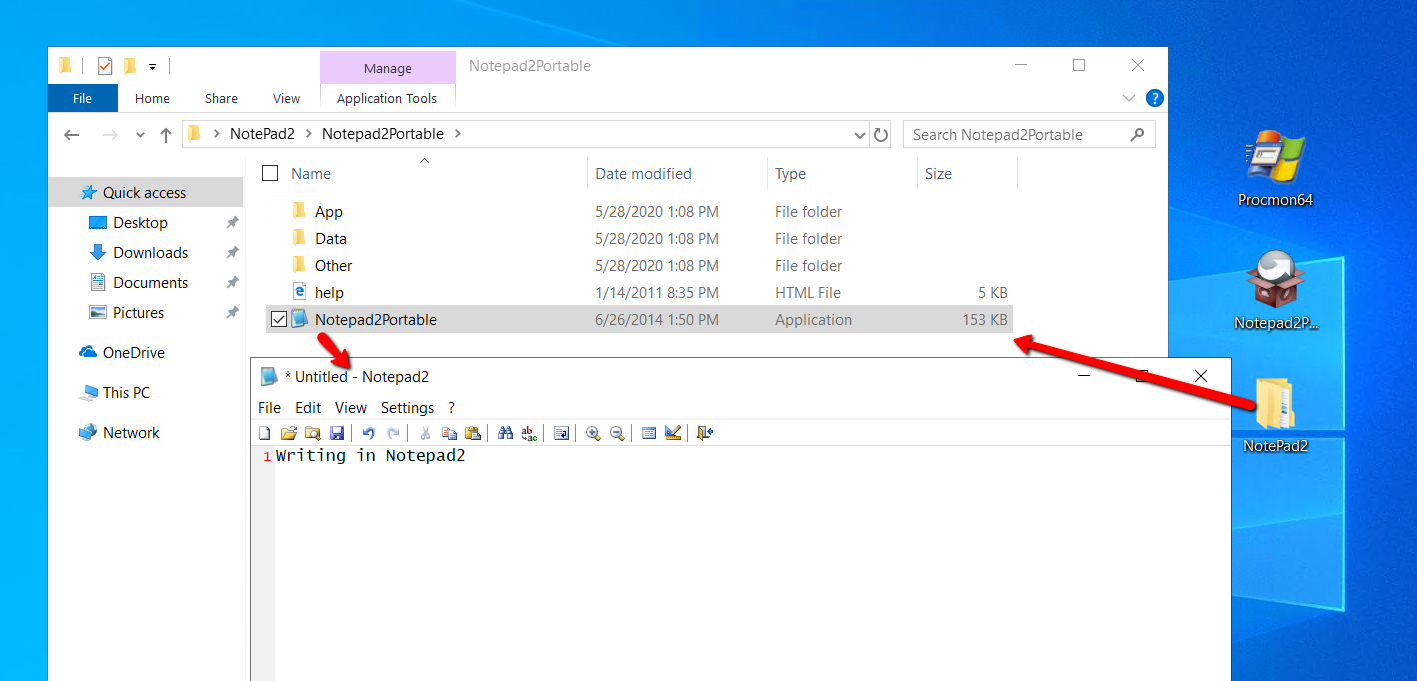 Manage
Notepad2Portable
File Home Share View Application Tools
?
NotePad2 Notepad2Portable
Search Notepad2Portable
Name Date modified Type Size
Quick access
Desktop
Downloads
Documents
Pictures
OneDrive
This PC
Network
App 5/28/2020 1:08 PM File folder
Data 5/28/2020 1:08 PM File folder
Other 5/28/2020 1:08 PM File folder
help 1/14/2011 8:35 PM HTML File 5 KB
Notepad2Portable 6/26/2014 1:50 PM Application 153 KB
* Untitled - Notepad2
File Edit View Settings ?
1 Writing in Notepad2
Procmon64
Notepad2P...
NotePad2